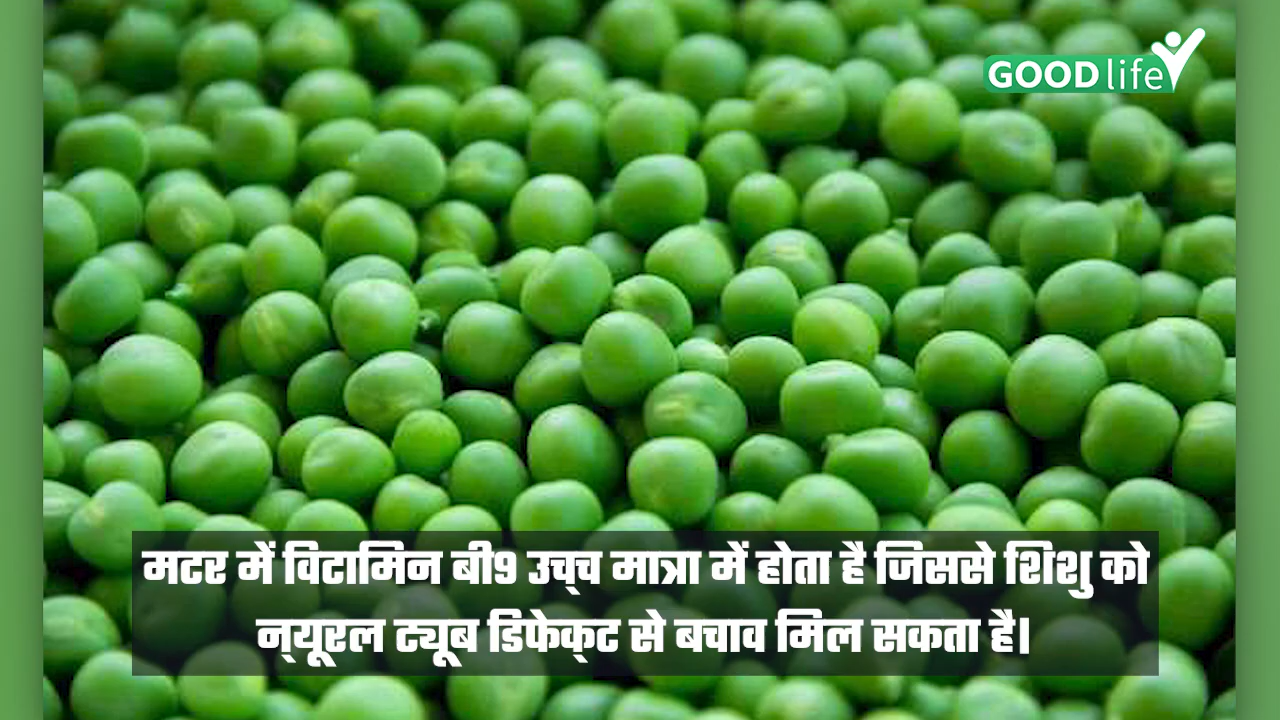 GOOD life
मटर में विटामिन बी9 उच्च मात्रा में होता है जिससे शिशु को
न्यूरल ट्यूब डिफेक्ट से बचाव मिल सकता है।